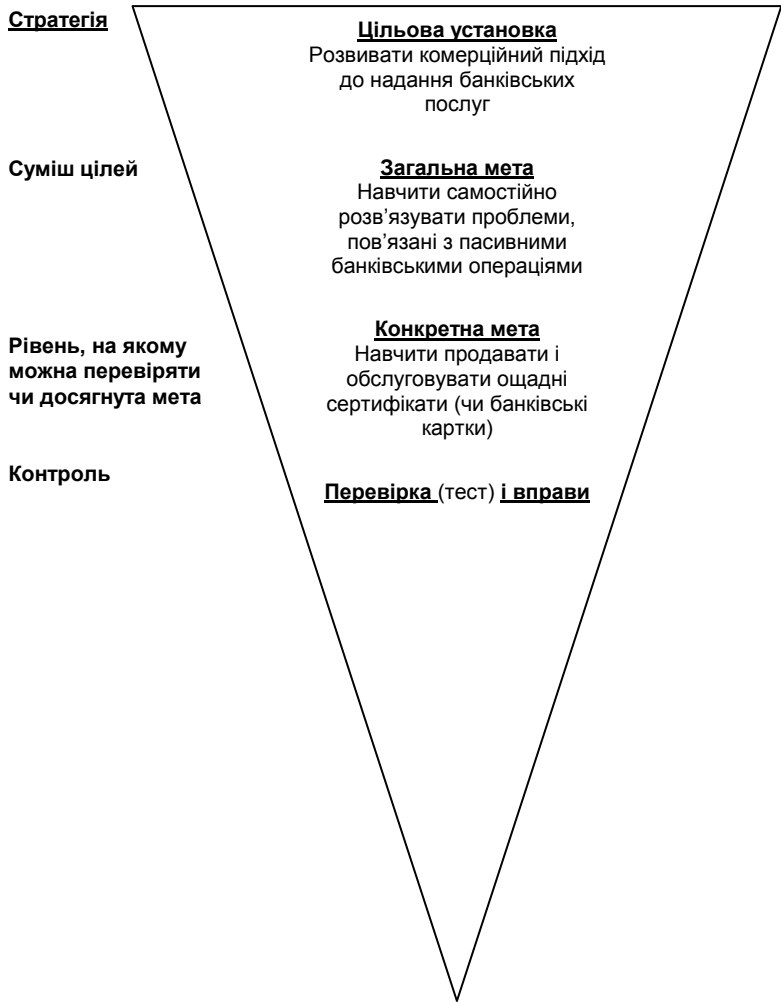 Стратегія
Цільова установка
Розвивати комерційний підхід
до надання банківських
послуг
Суміш цілей
Загальна мета
Навчити самостійно
розв’язувати проблеми,
пов’язані з пасивними
банківськими операціями
Рівень, на якому
можна перевіряти
чи досягнута мета
Конкретна мета
Навчити продавати і
обслуговувати ощадні
сертифікати (чи банківські
картки)
Контроль
Перевірка (тест) і вправи